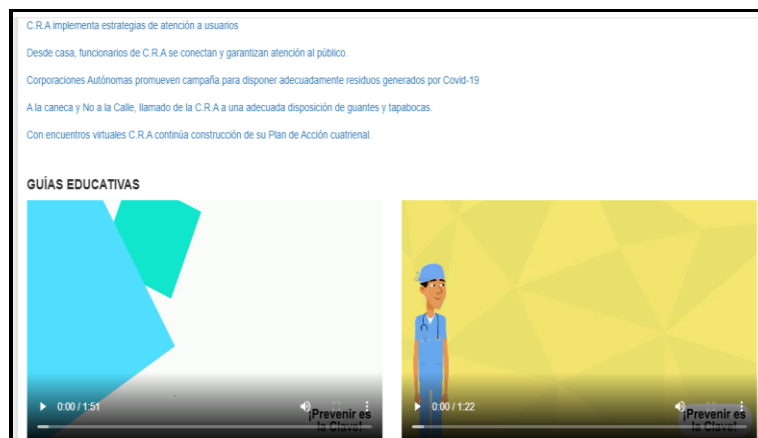 C.R.A implementa estrategias de atención a usuarios
Desde casa, funcionarios de C.R.A se conectan y garantizan atención al público.
Corporaciones Autónomas promueven campaña para disponer adecuadamente residuos generados por Covid-19
A la caneca y No a la Calle, llamado de la C.R.A a una adecuada disposición de guantes y tapabocas.
Con encuentros virtuales C.R.A continúa construcción de su Plan de Acción cuatrienal.
GUÍAS EDUCATIVAS
0:00 / 1:51
¡Prevenir es
la Clave!
0:00 / 1:22
¡Prevenir es
la Clave!